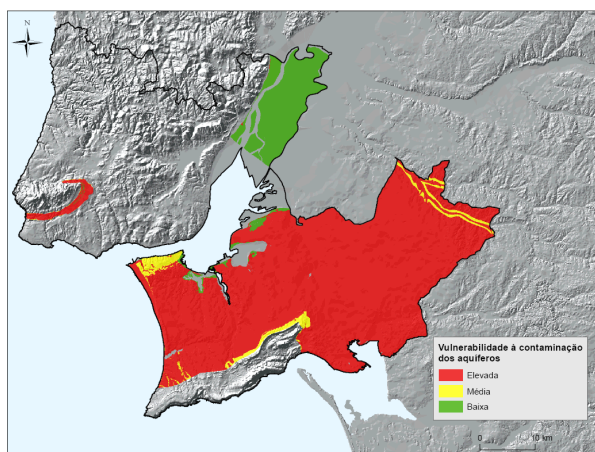 N
Vulnerabilidade à contaminação
dos aquíferos
Elevada
Média
Baixa
0 10 km